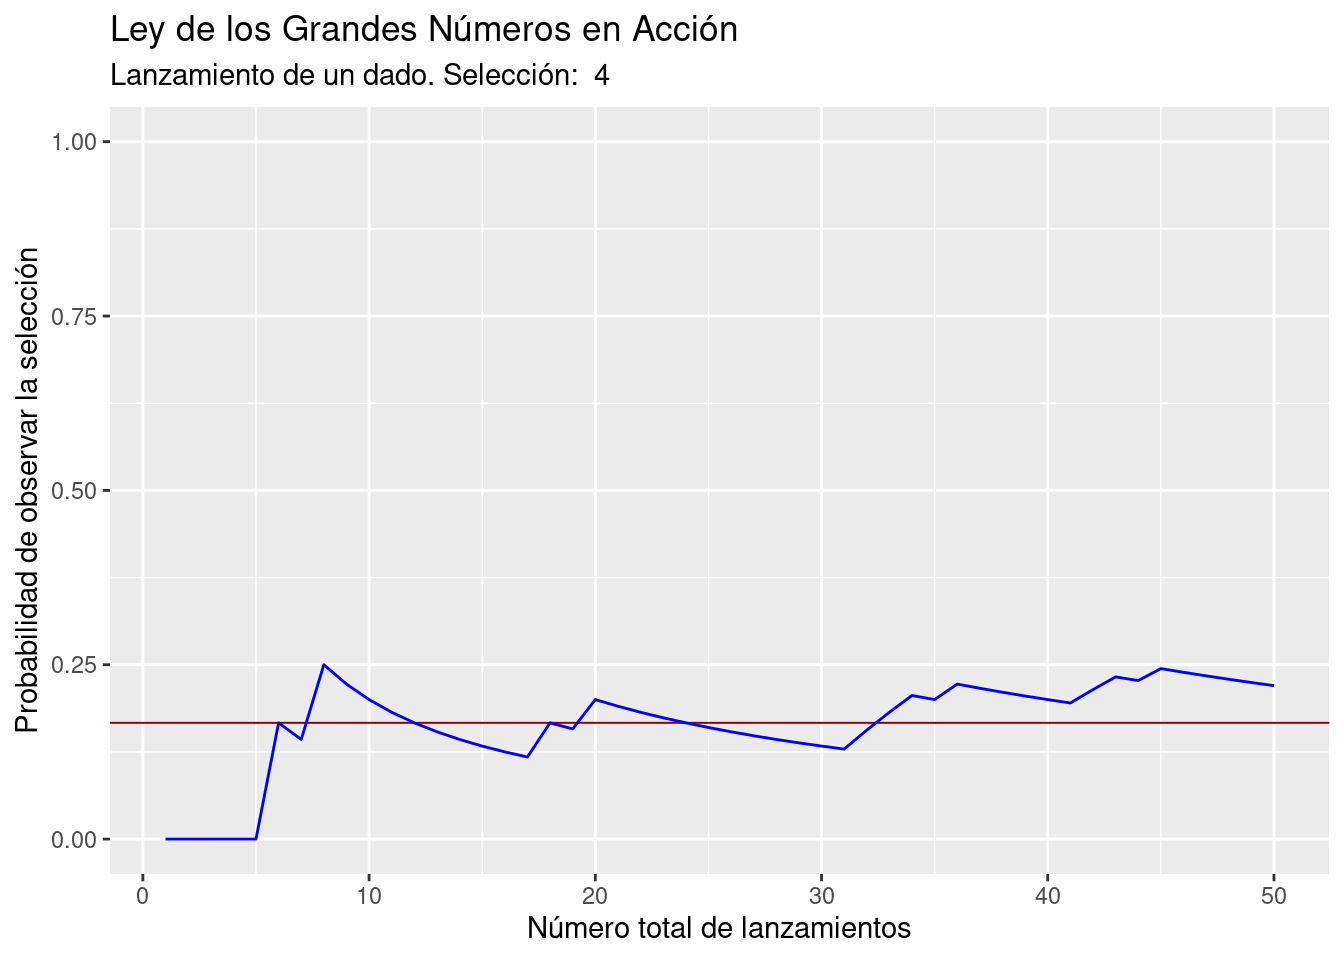 Ley de los Grandes Números en Acción
Lanzamiento de un dado. Selección:  4
Probabilidad de observar la selección
1.00
0.75
0.50
0.25
0.00
0 10 20 30 40 50
Número total de lanzamientos